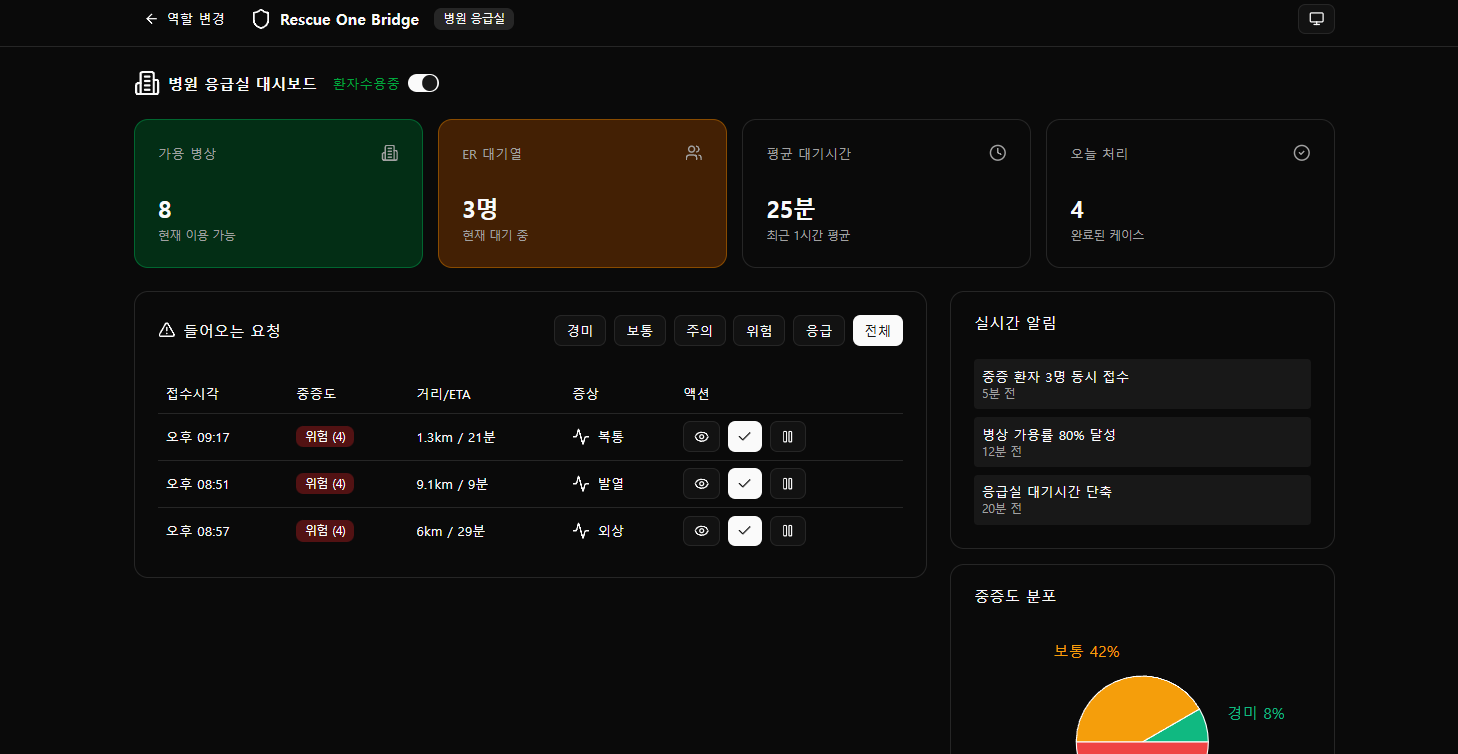 역할 변경 Rescue One Bridge 병원 응급실
병원 응급실 대시보드 환자수용중
가용 병상
8
현재 이용 가능
ER 대기열
3명
현재 대기 중
평균 대기시간
25분
최근 1시간 평균
오늘 처리
4
완료된 케이스
들어오는 요청
경미 보통 주의 위험 응급 전체
접수시각 중증도 거리/ETA 증상 액션
오후 09:17 위험 (4) 1.3km / 21분 복통
오후 08:51 위험 (4) 9.1km / 9분 발열
오후 08:57 위험 (4) 6km / 29분 외상
실시간 알림
중증 환자 3명 동시 접수
5분 전
병상 가용률 80% 달성
12분 전
응급실 대기시간 단축
20분 전
중증도 분포
보통 42%
경미 8%